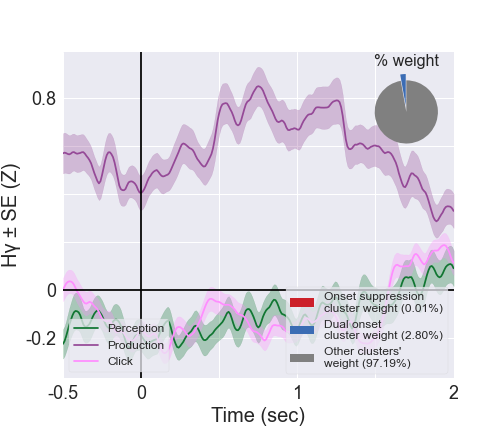 % weight
Hγ ± SE (Z)
0.8
0
-0.2
Perception
Production
Click
Onset suppression
cluster weight (0.01%)
Dual onset
cluster weight (2.80%)
Other clusters'
weight (97.19%)
-0.5 0 1 2
Time (sec)